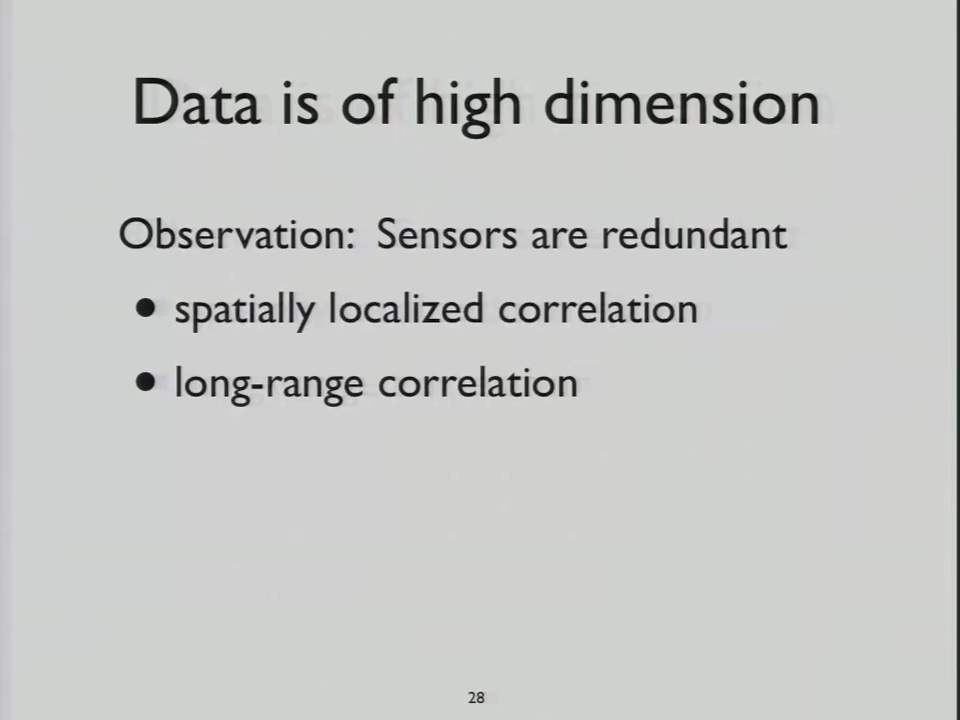 Data is of high dimension
Observation: Sensors are redundant
• spatially localized correlation
• long-range correlation
28